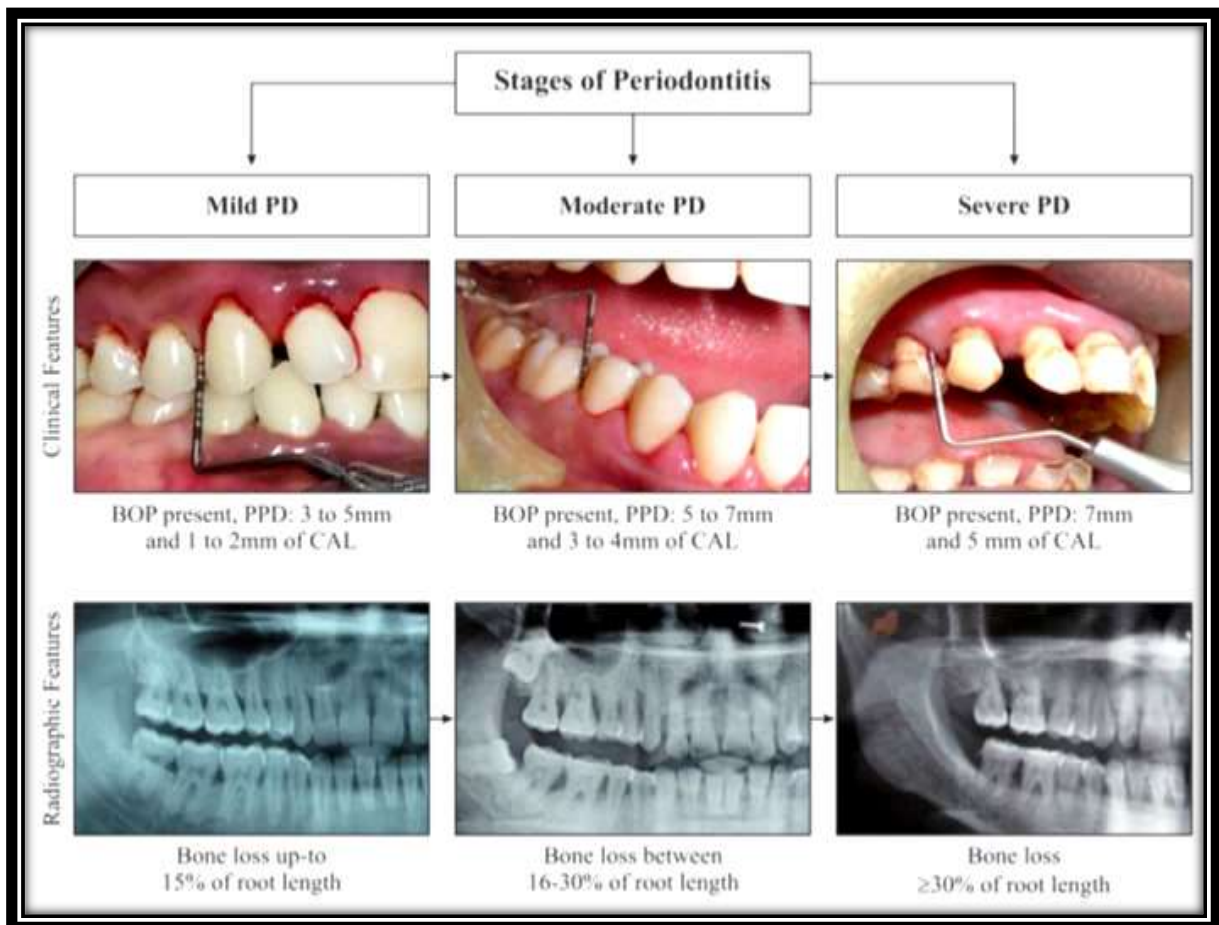 Stages of Periodontitis
Mild PD
Moderate PD
Severe PD
Clinical Features
BOP present, PPD: 3 to 5mm
and 1 to 2mm of CAL
BOP present, PPD: 5 to 7mm
and 3 to 4mm of CAL
BOP present, PPD: 7mm
and 5 mm of CAL
Radiographic Features
Bone loss up-to
15% of root length
Bone loss between
16-30% of root length
Bone loss
≥30% of root length